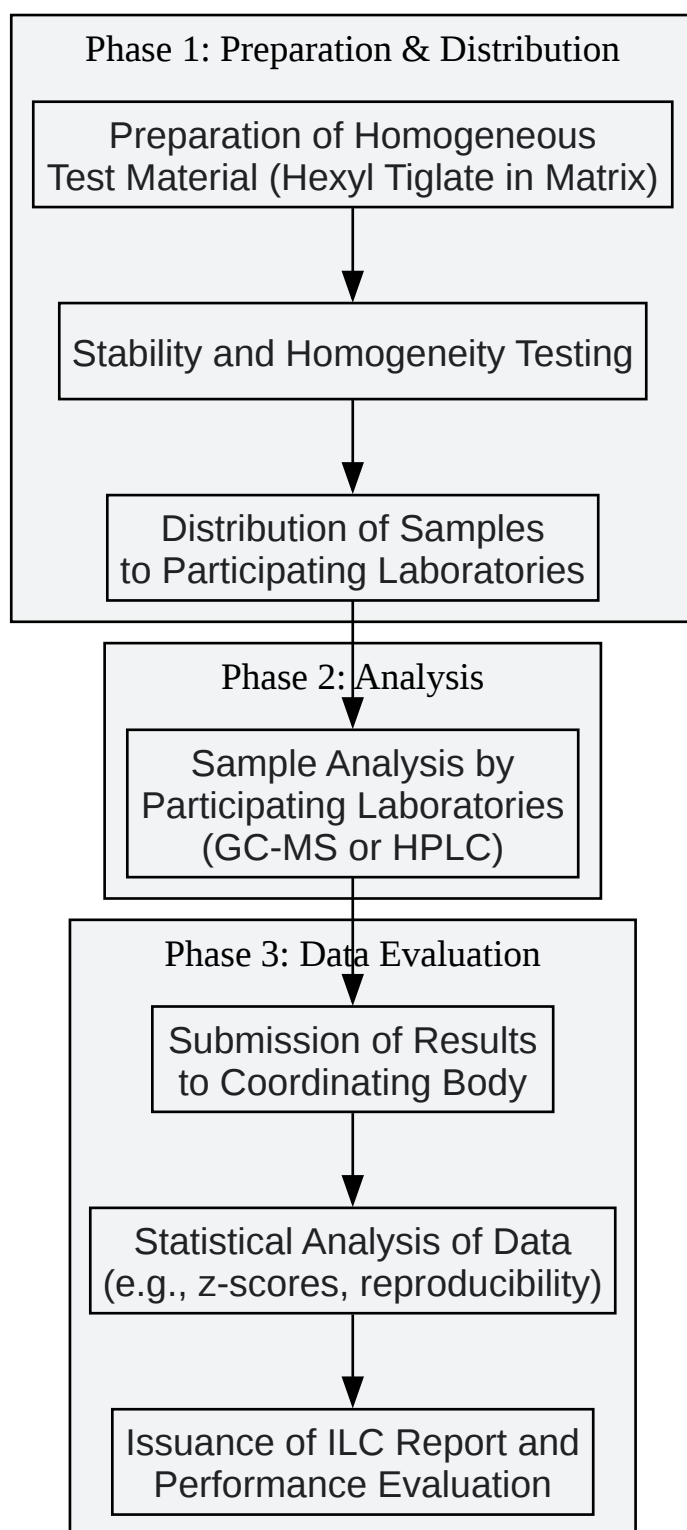 Phase 1: Preparation & Distribution
Preparation of Homogeneous
Test Material (Hexyl Tiglate in Matrix)
Stability and Homogeneity Testing
Distribution of Samples
to Participating Laboratories
Phase 2: Analysis
Sample Analysis by
Participating Laboratories
(GC-MS or HPLC)
Phase 3: Data Evaluation
Submission of Results
to Coordinating Body
Statistical Analysis of Data
(e.g., z-scores, reproducibility)
Issuance of ILC Report and
Performance Evaluation